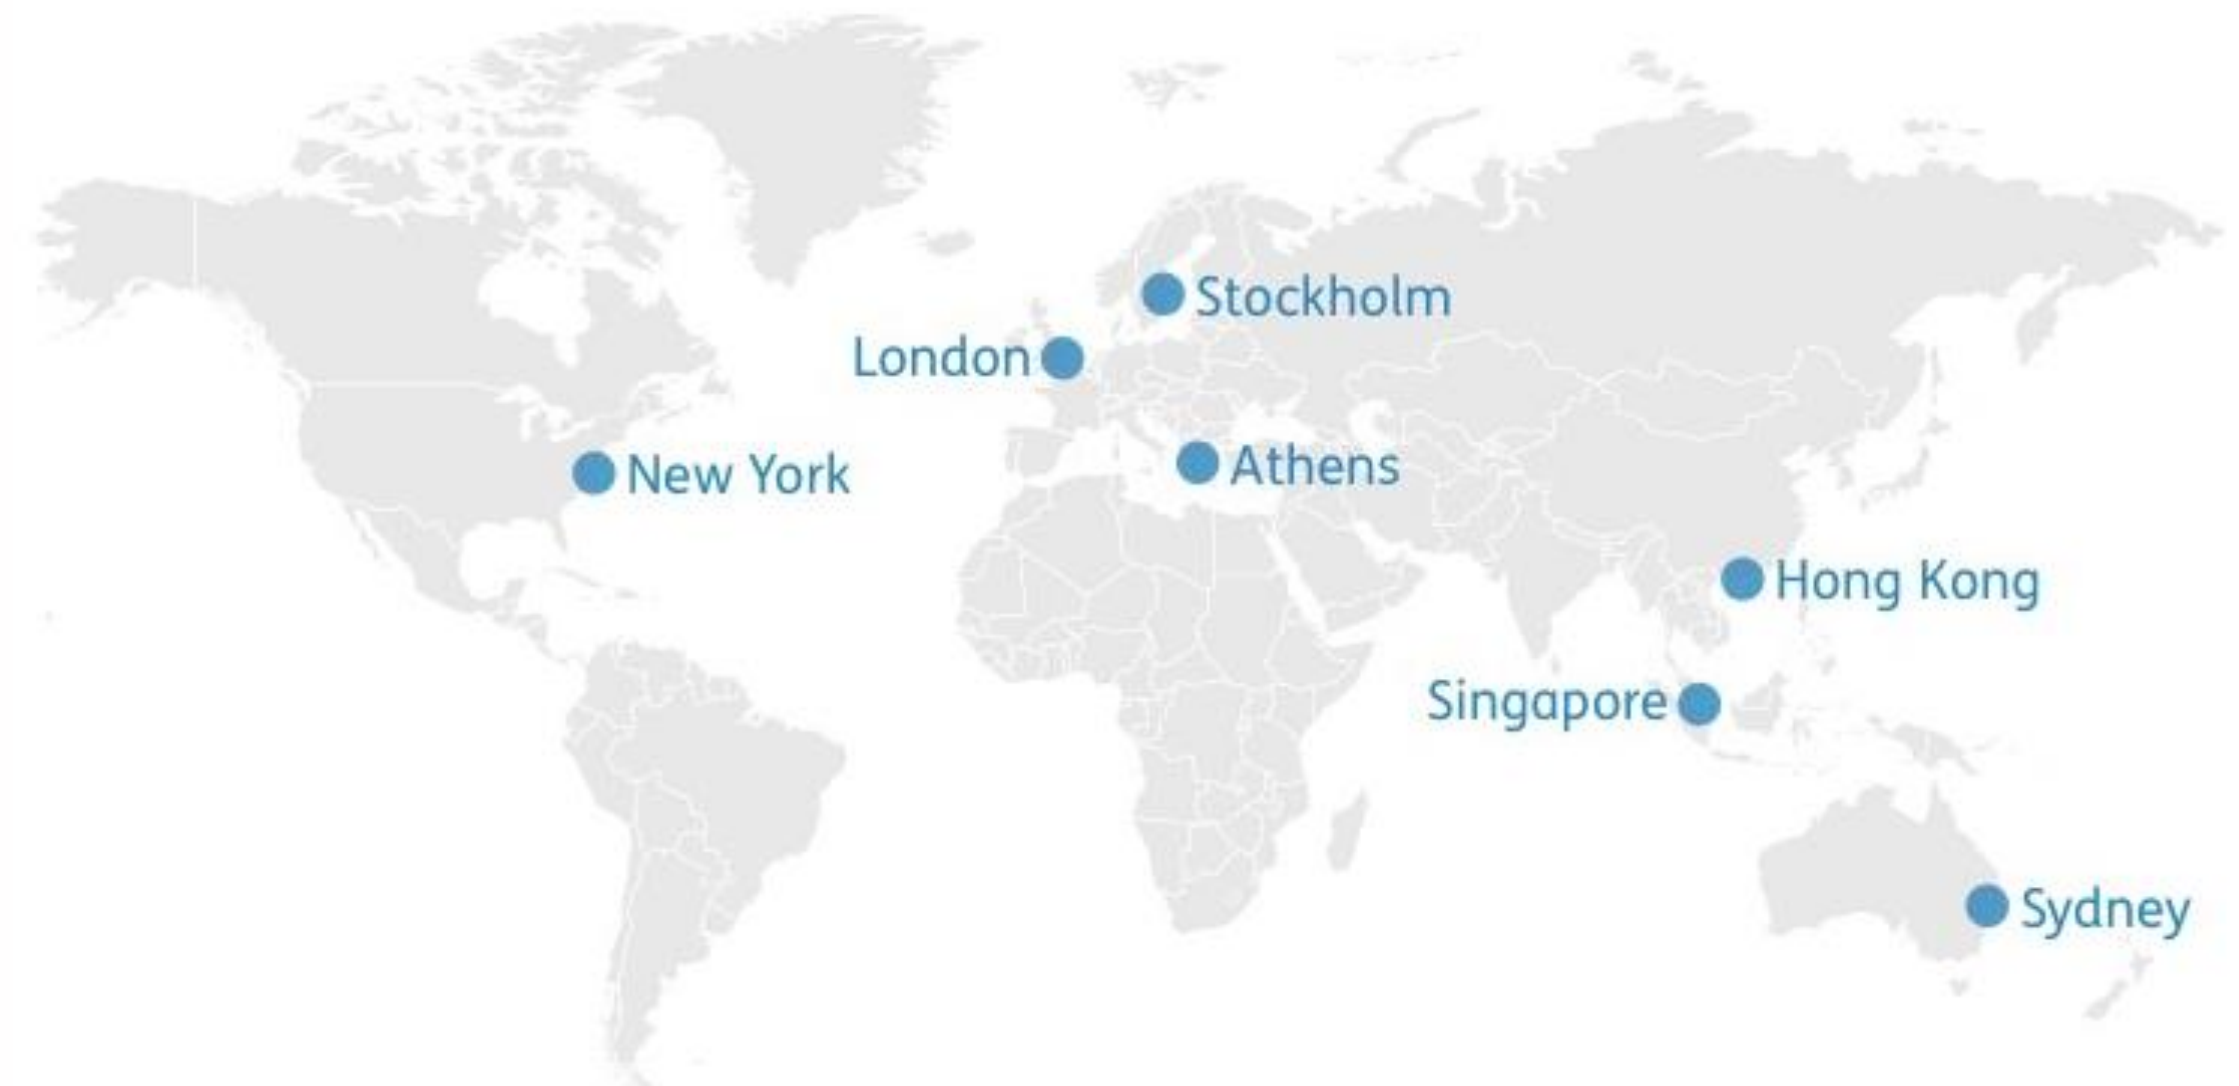 Stockholm
London
Athens
New York
Hong Kong
Singapore
Sydney